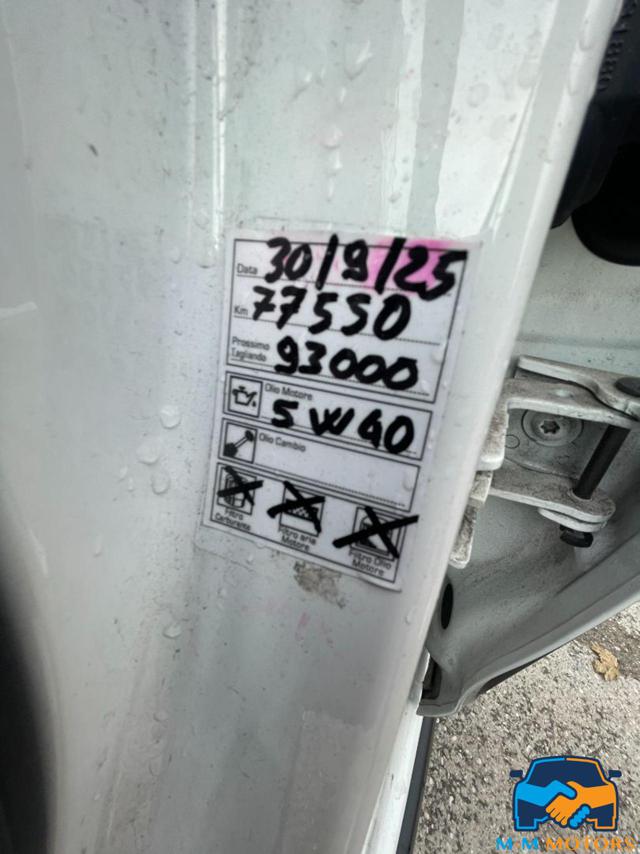 Data 30/9/25
Km 77550
Prossimo Tagliando 93000
Olio Motore
5W40
Olio Cambio
Filtro Carburante
Filtro aria Motore
Filtro Olio Motore
M·M MOTORS